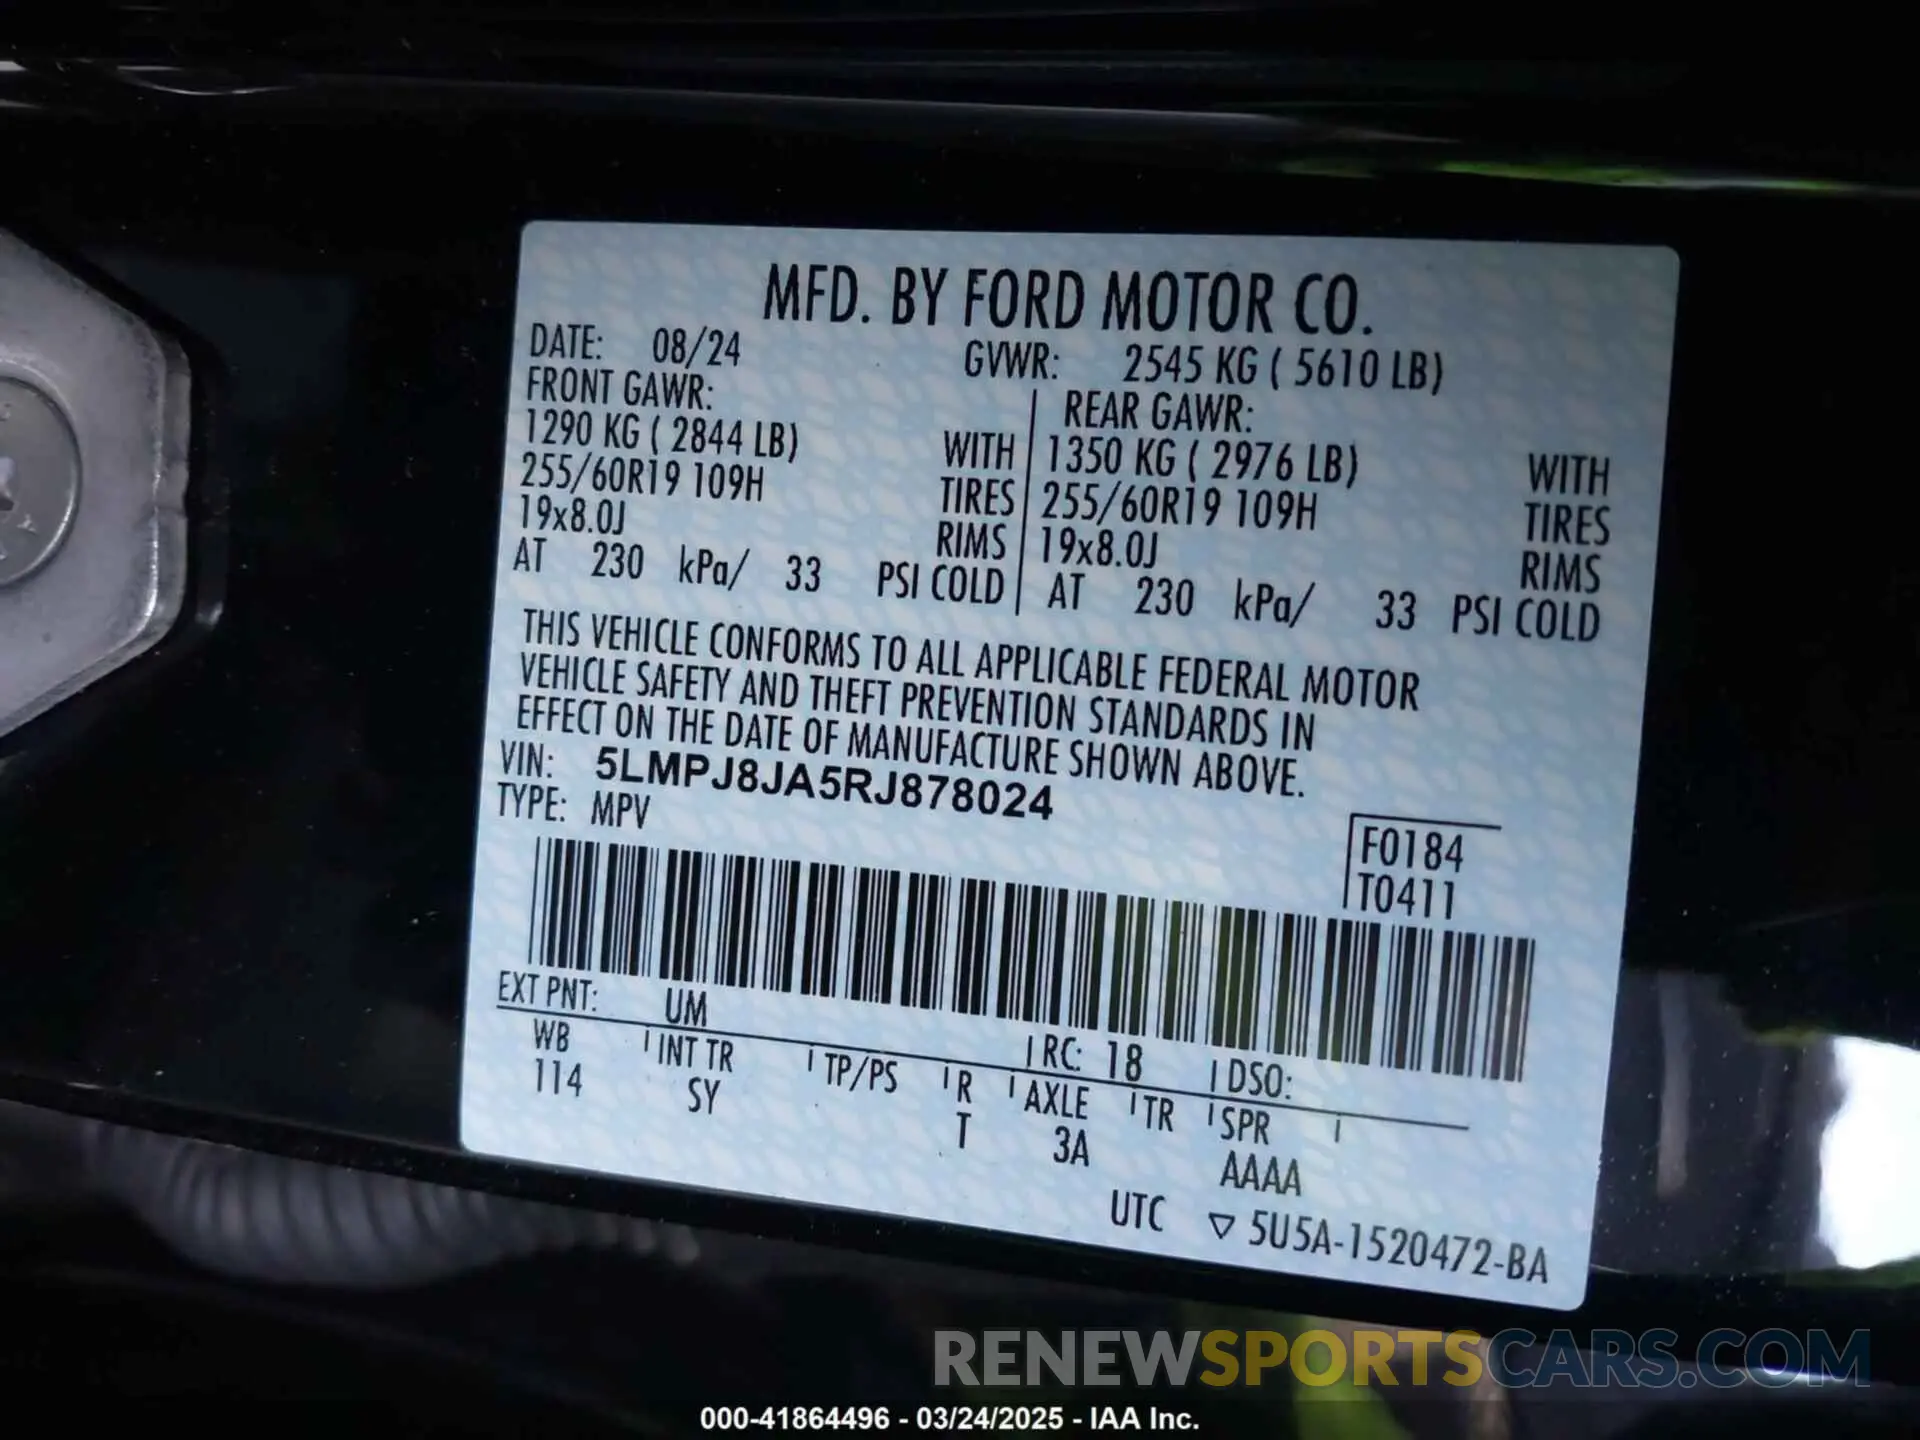 MFD. BY FORD MOTOR CO.
DATE: 08/24 GVWR: 2545 KG ( 5610 LB)
FRONT GAWR: REAR GAWR:
1290 KG ( 2844 LB) WITH 1350 KG ( 2976 LB) WITH
255/60R19 109H TIRES 255/60R19 109H TIRES
19x8.0J RIMS 19x8.0J RIMS
AT 230 kPa/ 33 PSI COLD AT 230 kPa/ 33 PSI COLD
THIS VEHICLE CONFORMS TO ALL APPLICABLE FEDERAL MOTOR
VEHICLE SAFETY AND THEFT PREVENTION STANDARDS IN
EFFECT ON THE DATE OF MANUFACTURE SHOWN ABOVE.
VIN: 5LMPJ8JA5RJ878024
TYPE: MPV
F0184
T0411
EXT PNT: UM RC: 18 DSO:
WB INT TR TP/PS R AXLE TR SPR
114 SY T 3A AAAA
UTC ▽ 5U5A-1520472-BA
RENEWSPORTSCARS.COM
000-41864496 - 03/24/2025 - IAA Inc.